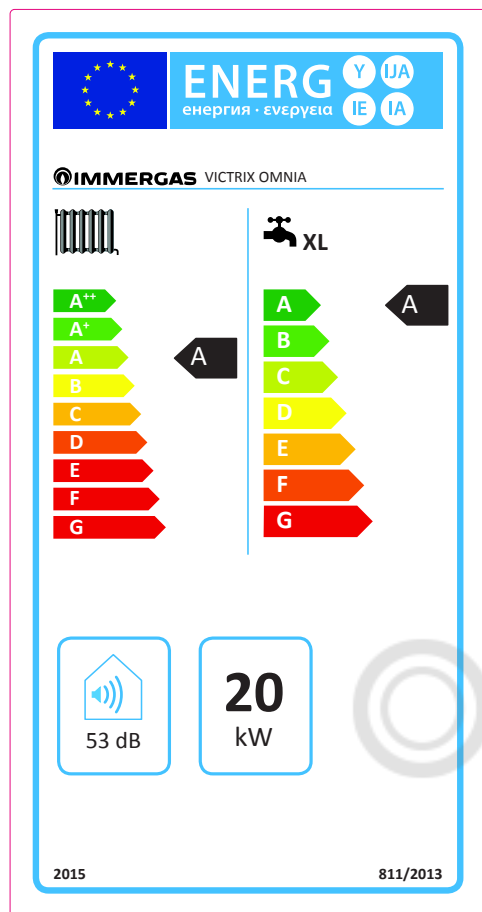 ENERG Y IJA
енергия · ενεργεια IE IA
IMMERGAS VICTRIX OMNIA
XL
A++
A+
A
B
C
D
E
F
G
A
A
B
C
D
E
F
G
A
53 dB
20
kW
2015 811/2013